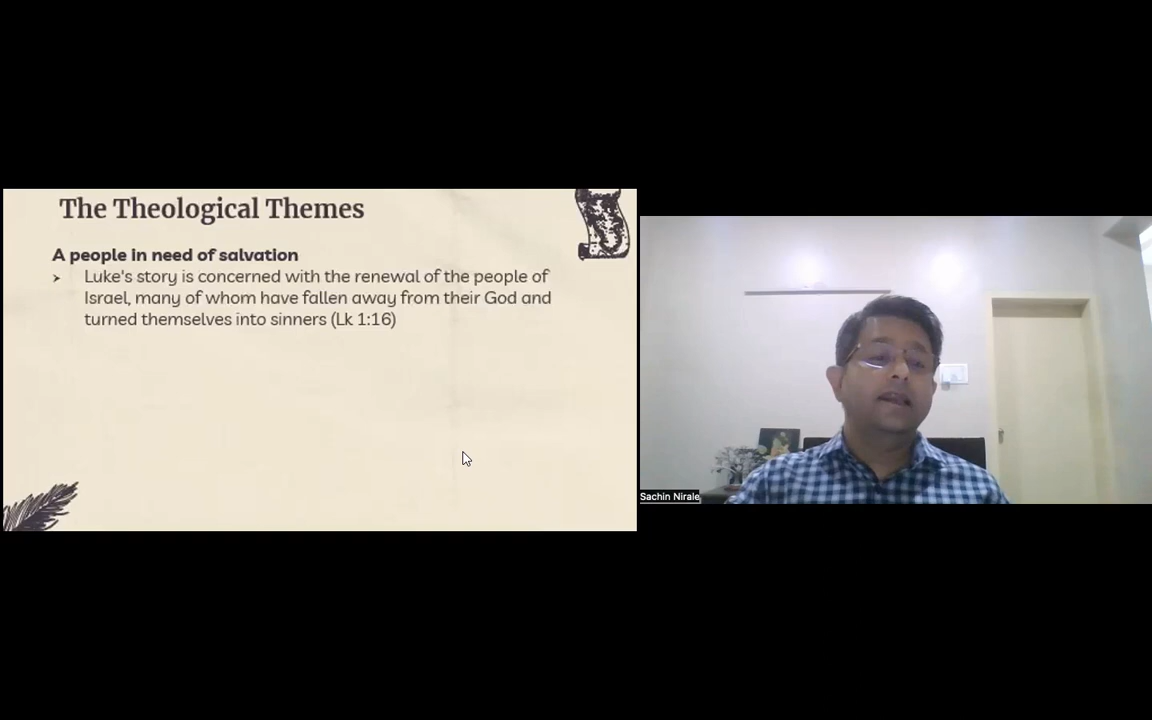 The Theological Themes
A people in need of salvation
➤ Luke's story is concerned with the renewal of the people of
Israel, many of whom have fallen away from their God and
turned themselves into sinners (Lk 1:16)
Sachin Nirale